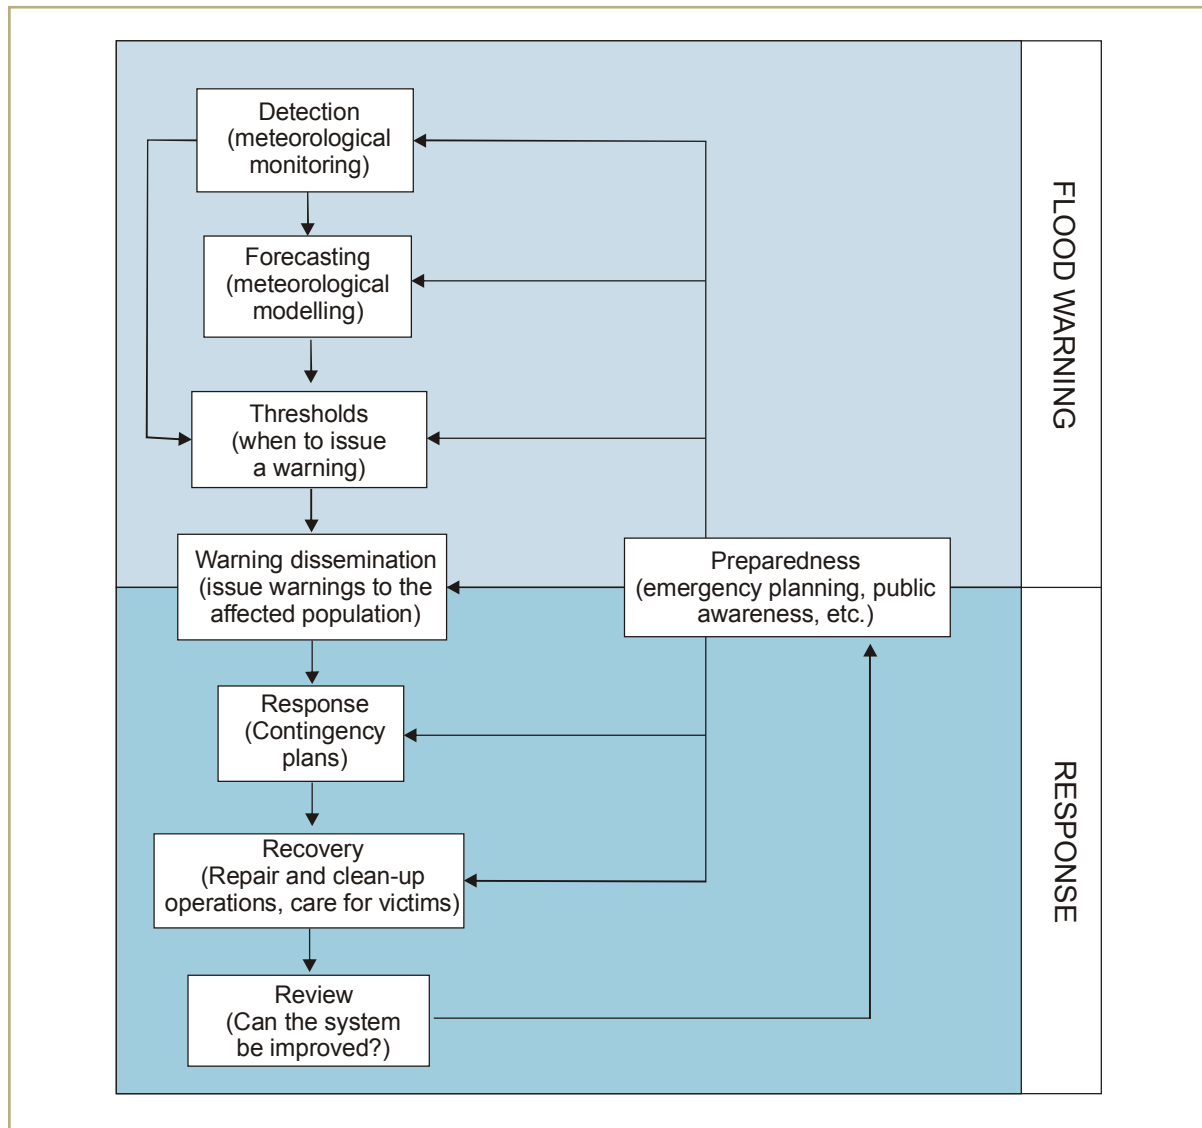 Detection
(meteorological
monitoring)
Forecasting
(meteorological
modelling)
Thresholds
(when to issue
a warning)
Warning dissemination
(issue warnings to the
affected population)
Preparedness
(emergency planning, public
awareness, etc.)
Response
(Contingency
plans)
Recovery
(Repair and clean-up
operations, care for victims)
Review
(Can the system
be improved?)
FLOOD WARNING
RESPONSE